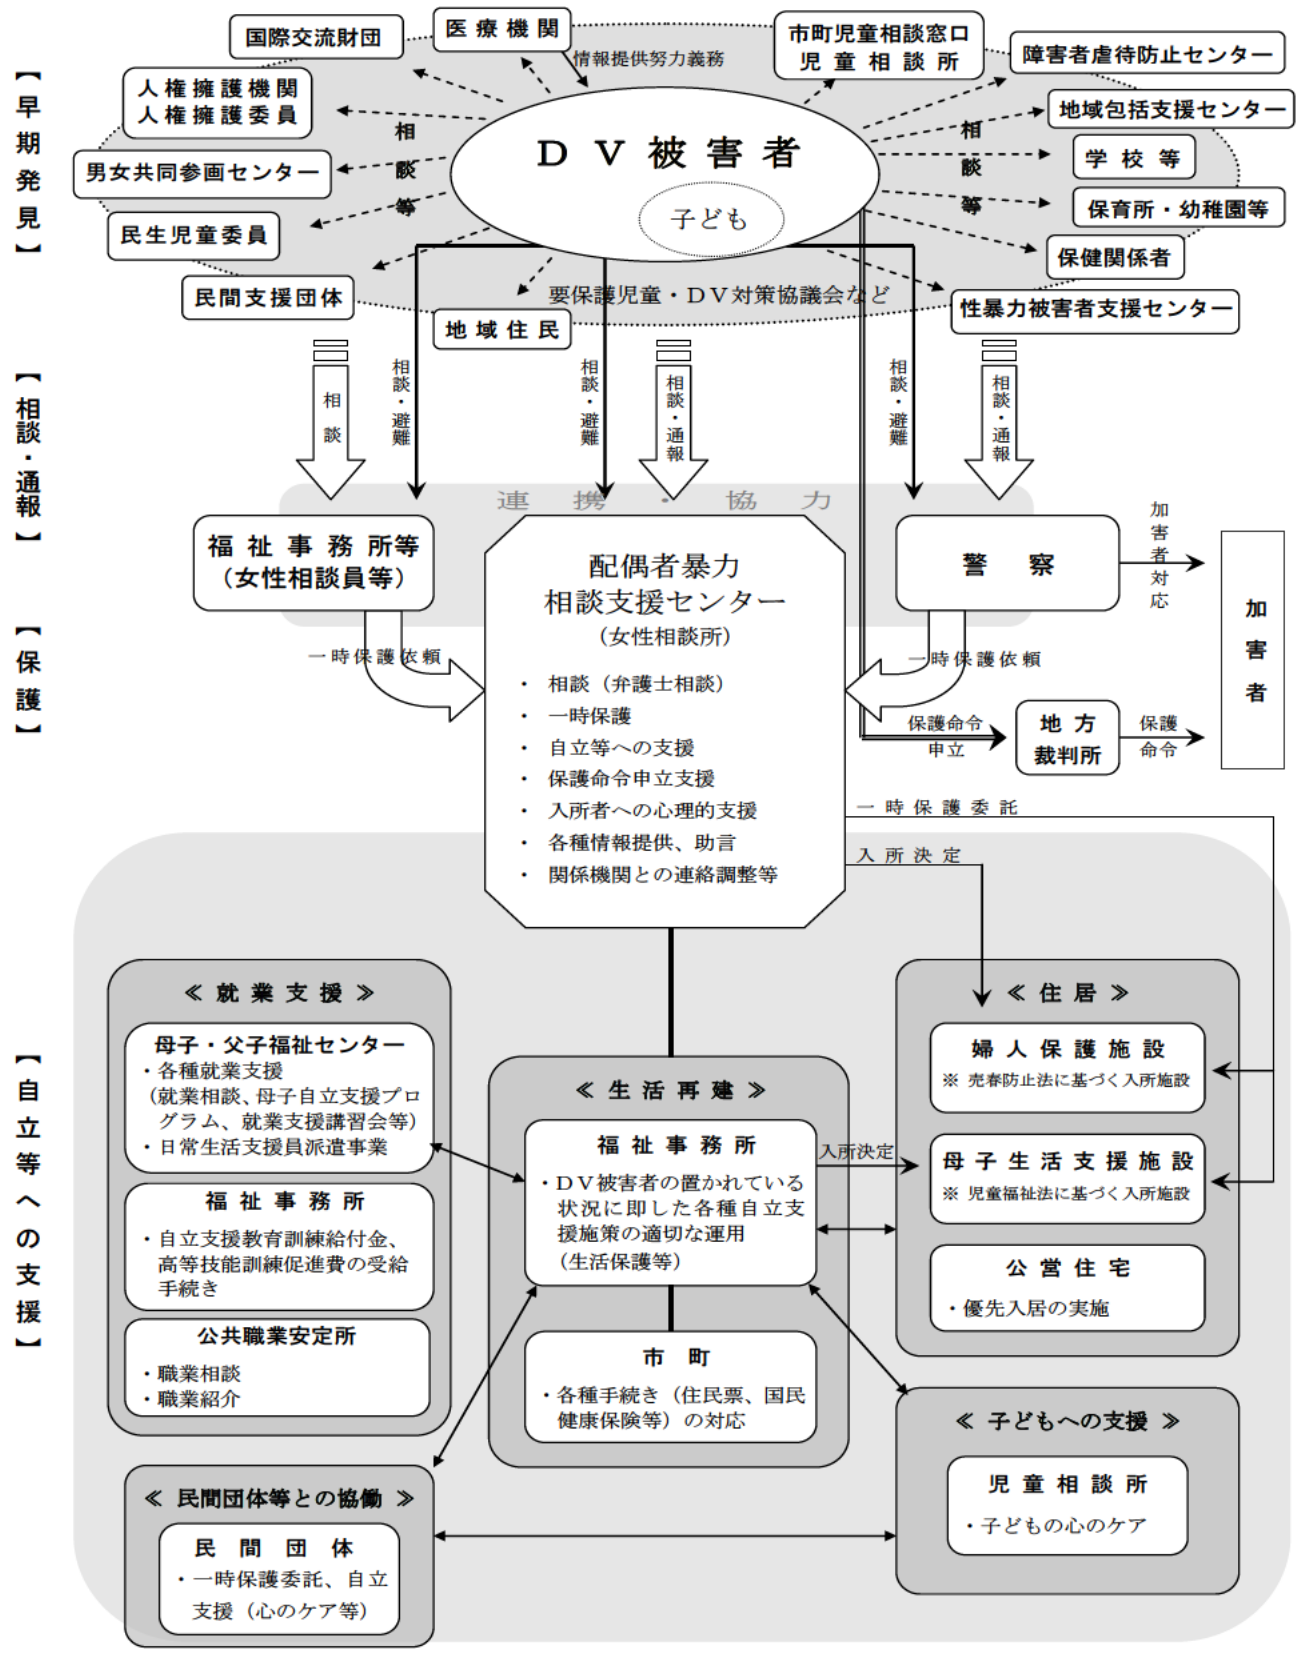 【早期発見】
国際交流財団
医療機関
情報提供努力義務
市町児童相談窓口
児童相談所
障害者虐待防止センター
人権擁護機関
人権擁護委員
地域包括支援センター
相談等
DV被害者
子ども
相談等
男女共同参画センター
学校等
民生児童委員
保育所・幼稚園等
保健関係者
民間支援団体
要保護児童・DV対策協議会など
性暴力被害者支援センター
地域住民
【相談・通報】
相談
相談・避難
相談・避難
相談・通報
相談・避難
相談・通報
連携・協力
福祉事務所等
(女性相談員等)
配偶者暴力
相談支援センター
(女性相談所)
・ 相談(弁護士相談)
・ 一時保護
・ 自立等への支援
・ 保護命令申立支援
・ 入所者への心理的支援
・ 各種情報提供、助言
・ 関係機関との連絡調整等
警察
加害者対応
加害者
【保護】
一時保護依頼
一時保護依頼
保護命令
申立
地方
裁判所
保護
命令
一時保護委託
入所決定
【自立等への支援】
≪ 就業支援 ≫
母子・父子福祉センター
・各種就業支援
(就業相談、母子自立支援プロ
グラム、就業支援講習会等)
・日常生活支援員派遣事業
福祉事務所
・自立支援教育訓練給付金、
高等技能訓練促進費の受給
手続き
公共職業安定所
・職業相談
・職業紹介
≪ 生活再建 ≫
福祉事務所
・DV被害者の置かれている
状況に即した各種自立支
援施策の適切な運用
(生活保護等)
市町
・各種手続き(住民票、国民
健康保険等)の対応
入所決定
≪ 住居 ≫
婦人保護施設
※ 売春防止法に基づく入所施設
母子生活支援施設
※ 児童福祉法に基づく入所施設
公営住宅
・優先入居の実施
≪ 子どもへの支援 ≫
児童相談所
・子どもの心のケア
≪ 民間団体等との協働 ≫
民間団体
・一時保護委託、自立
支援(心のケア等)